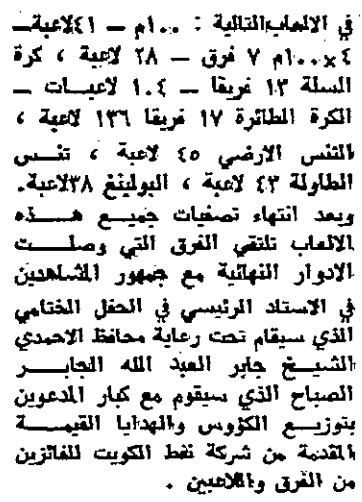 في الالعاب التالية : ١٠٠م – ٤١ لاعبة –
٤×١٠٠م ٧ فرق – ٢٨ لاعبة ، كرة
السلة ١٣ فريقا – ١٠٤ لاعبات –
الكرة الطائرة ١٧ فريقا ١٣٦ لاعبة ،
التنس الارضي ٤٥ لاعبة ، تنس
الطاولة ٤٣ لاعبة ، البولينغ ٣٨ لاعبة.
وبعد انتهاء تصفيات جميع هذه
الالعاب تلتقي الفرق التي وصلت
الادوار النهائية مع جمهور المشاهدين
في الاستاد الرئيسي في الحفل الختامي
الذي سيقام تحت رعاية محافظ الاحمدي
الشيخ جابر العبد الله الجابر
الصباح الذي سيقوم مع كبار المدعوين
بتوزيع الكؤوس والهدايا القيمة
المقدمة من شركة نفط الكويت للفائزين
من الفرق واللاعبين .